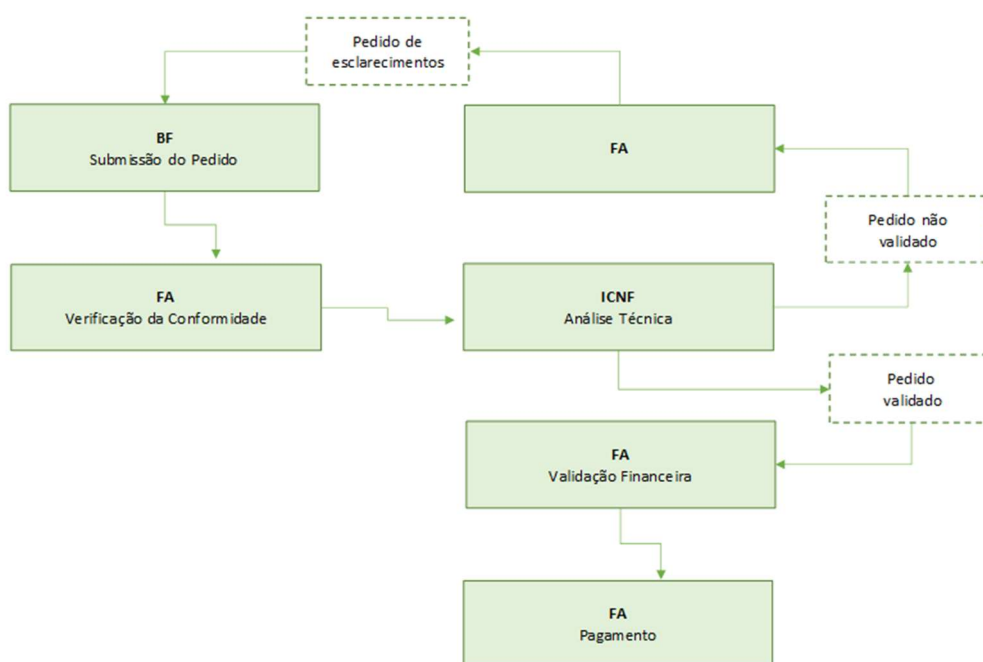 Pedido de
esclarecimentos
BF
Submissão do Pedido
FA
Pedido não
validado
FA
Verificação da Conformidade
ICNF
Análise Técnica
Pedido
validado
FA
Validação Financeira
FA
Pagamento